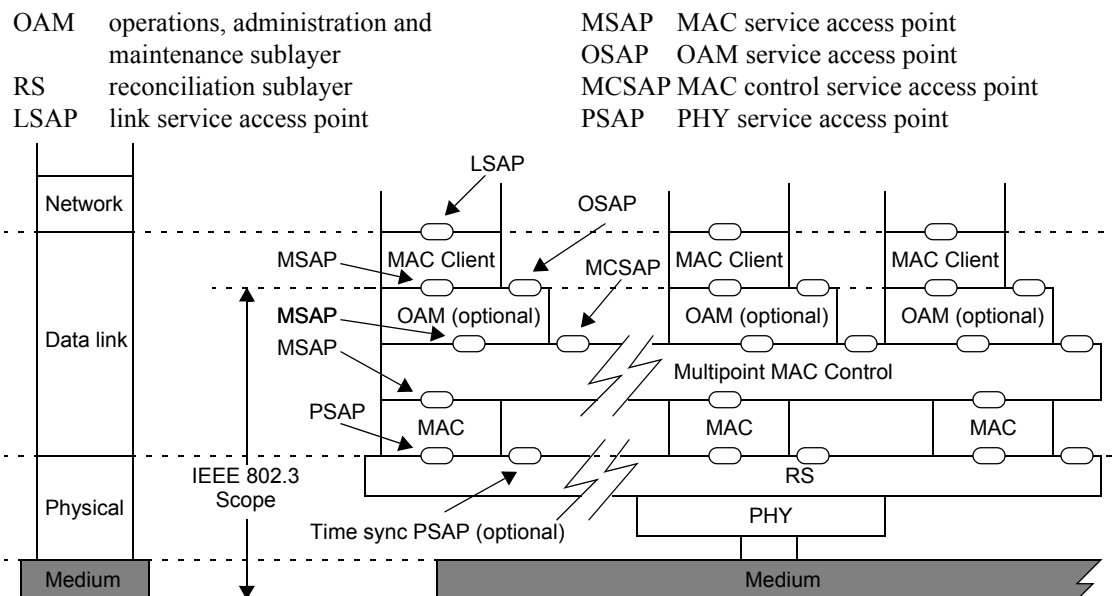 OAM operations, administration and
maintenance sublayer
RS reconciliation sublayer
LSAP link service access point
MSAP MAC service access point
OSAP OAM service access point
MCSAP MAC control service access point
PSAP PHY service access point
LSAP
Network
OSAP
MSAP
MAC Client
MCSAP
MAC Client
MAC Client
MSAP
OAM (optional)
OAM (optional)
OAM (optional)
Data link
MSAP
Multipoint MAC Control
PSAP
MAC
MAC
MAC
IEEE 802.3
Scope
RS
Physical
PHY
Time sync PSAP (optional)
Medium
Medium